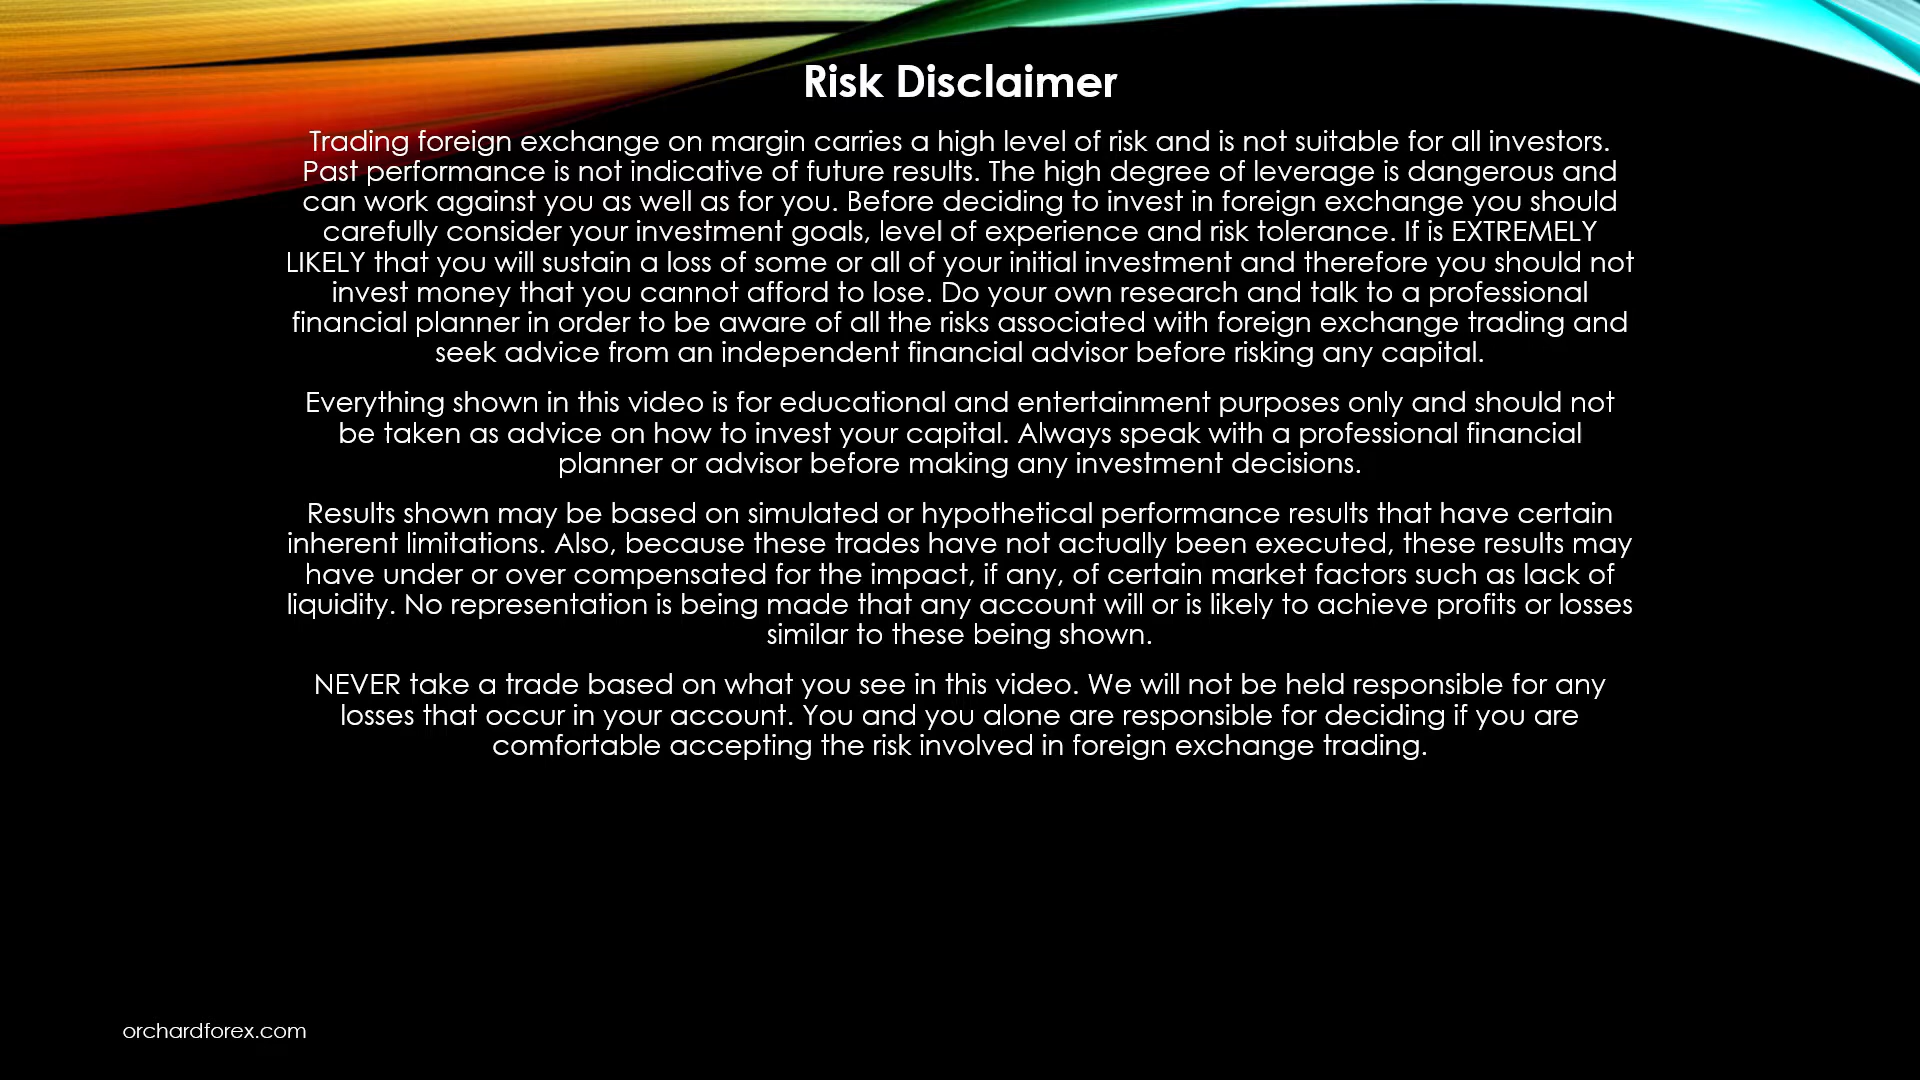 Risk Disclaimer
Trading foreign exchange on margin carries a high level of risk and is not suitable for all investors.
Past performance is not indicative of future results. The high degree of leverage is dangerous and
can work against you as well as for you. Before deciding to invest in foreign exchange you should
carefully consider your investment goals, level of experience and risk tolerance. If is EXTREMELY
LIKELY that you will sustain a loss of some or all of your initial investment and therefore you should not
invest money that you cannot afford to lose. Do your own research and talk to a professional
financial planner in order to be aware of all the risks associated with foreign exchange trading and
seek advice from an independent financial advisor before risking any capital.
Everything shown in this video is for educational and entertainment purposes only and should not
be taken as advice on how to invest your capital. Always speak with a professional financial
planner or advisor before making any investment decisions.
Results shown may be based on simulated or hypothetical performance results that have certain
inherent limitations. Also, because these trades have not actually been executed, these results may
have under or over compensated for the impact, if any, of certain market factors such as lack of
liquidity. No representation is being made that any account will or is likely to achieve profits or losses
similar to these being shown.
NEVER take a trade based on what you see in this video. We will not be held responsible for any
losses that occur in your account. You and you alone are responsible for deciding if you are
comfortable accepting the risk involved in foreign exchange trading.
orchardforex.com